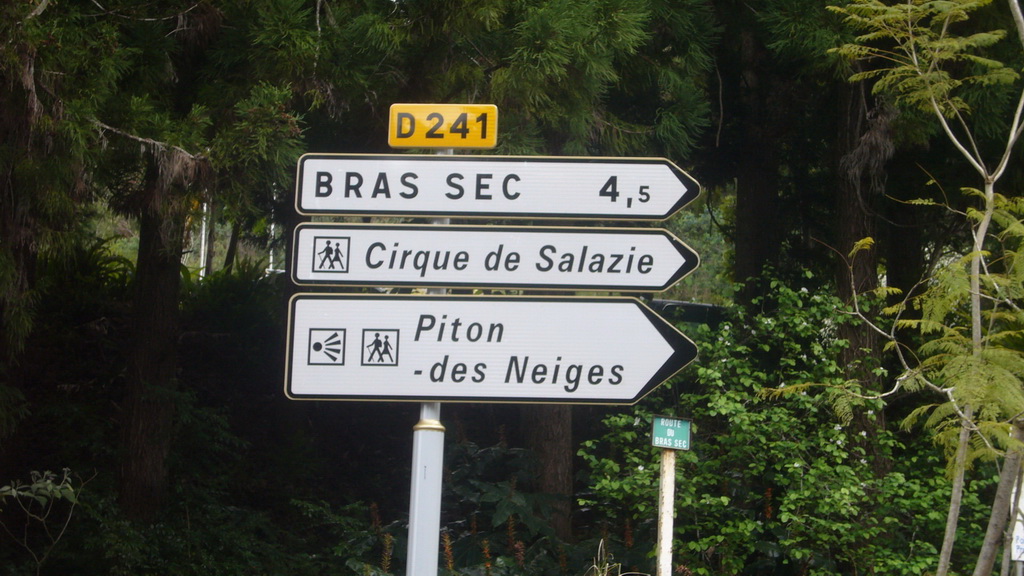 D 241
BRAS SEC 4,5
Cirque de Salazie
Piton
-des Neiges
ROUTE
DU
BRAS SEC